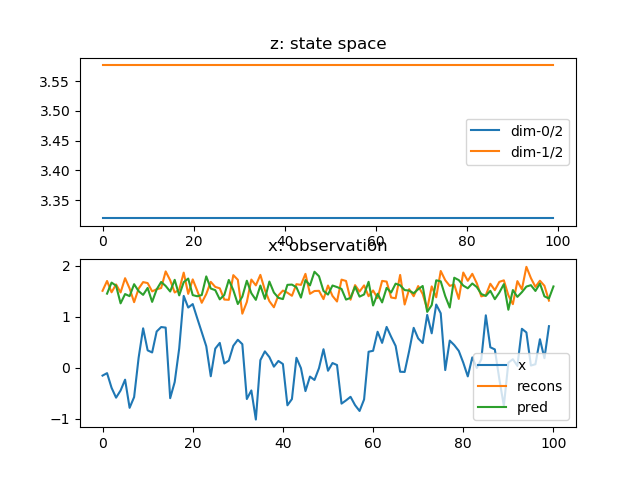 z: state space
3.55
3.50
3.45
3.40
3.35
dim-0/2
dim-1/2
0 20 40 60 80 100
x: observation
2
1
0
−1
x
recons
pred
0 20 40 60 80 100